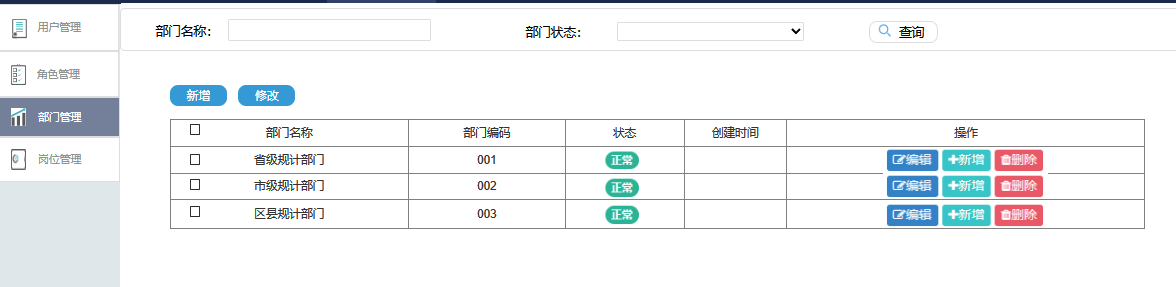 用户管理
角色管理
部门管理
岗位管理
部门名称: 部门状态: 查询
新增 修改
部门名称 部门编码 状态 创建时间 操作
省级规计部门 001 正常 编辑 新增 删除
市级规计部门 002 正常 编辑 新增 删除
区县规计部门 003 正常 编辑 新增 删除